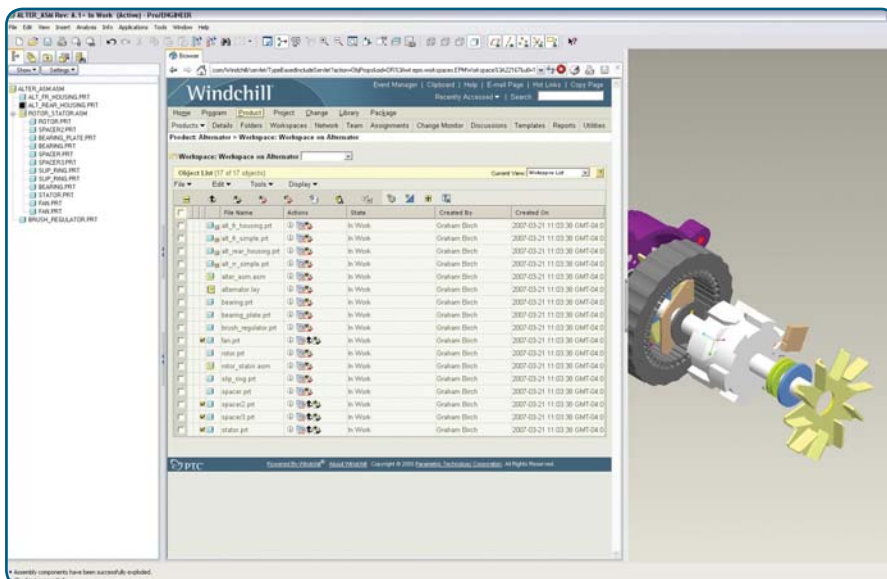 ALTER_ASM Rev: A.1+ In Work (Active) - Pro/ENGINEER
File Edit View Insert Analysis Info Applications Tools Window Help
Show Settings
ALTER_ASM.ASM
ALT_FR_HOUSING.PRT
ALT_REAR_HOUSING.PRT
ROTOR_STATOR.ASM
ROTOR.PRT
SPACER2.PRT
BEARING_PLATE.PRT
BEARING.PRT
SPACER.PRT
SPACER3.PRT
SLIP_RING.PRT
SLIP_RING.PRT
BEARING.PRT
STATOR.PRT
FAN.PRT
FAN.PRT
BRUSH_REGULATOR.PRT
Browser
Windchill
Event Manager | Clipboard | Help | E-mail Page | Hot Links | Copy Page
Recently Accessed | Search
Home Program Product Project Change Library Package
Products Details Folders Workspaces Network Team Assignments Change Monitor Discussions Templates Reports Utilities
Product: Alternator > Workspace: Workspace on Alternator
Workspace: Workspace on Alternator
Object List (17 of 17 objects) Current View: Workspace List
File Edit Tools Display
File Name Actions State Created By Created On
alt_fr_housing.prt In Work Graham Birch 2007-03-21 11:03:38 GMT-04:0
alt_fr_simple.prt In Work Graham Birch 2007-03-21 11:03:38 GMT-04:0
alt_rear_housing.prt In Work Graham Birch 2007-03-21 11:03:38 GMT-04:0
alt_rr_simple.prt In Work Graham Birch 2007-03-21 11:03:38 GMT-04:0
alter_asm.asm In Work Graham Birch 2007-03-21 11:03:38 GMT-04:0
alternator.lay In Work Graham Birch 2007-03-21 11:03:38 GMT-04:0
bearing.prt In Work Graham Birch 2007-03-21 11:03:38 GMT-04:0
bearing_plate.prt In Work Graham Birch 2007-03-21 11:03:38 GMT-04:0
brush_regulator.prt In Work Graham Birch 2007-03-21 11:03:38 GMT-04:0
fan.prt In Work Graham Birch 2007-03-21 11:03:38 GMT-04:0
rotor.prt In Work Graham Birch 2007-03-21 11:03:38 GMT-04:0
rotor_stator.asm In Work Graham Birch 2007-03-21 11:03:38 GMT-04:0
slip_ring.prt In Work Graham Birch 2007-03-21 11:03:38 GMT-04:0
spacer.prt In Work Graham Birch 2007-03-21 11:03:38 GMT-04:0
spacer2.prt In Work Graham Birch 2007-03-21 11:03:38 GMT-04:0
spacer3.prt In Work Graham Birch 2007-03-21 11:03:38 GMT-04:0
stator.prt In Work Graham Birch 2007-03-21 11:03:38 GMT-04:0
PTC Powered By Windchill® About Windchill Copyright © 2005 Parametric Technology Corporation. All Rights Reserved.
Assembly components have been successfully exploded.